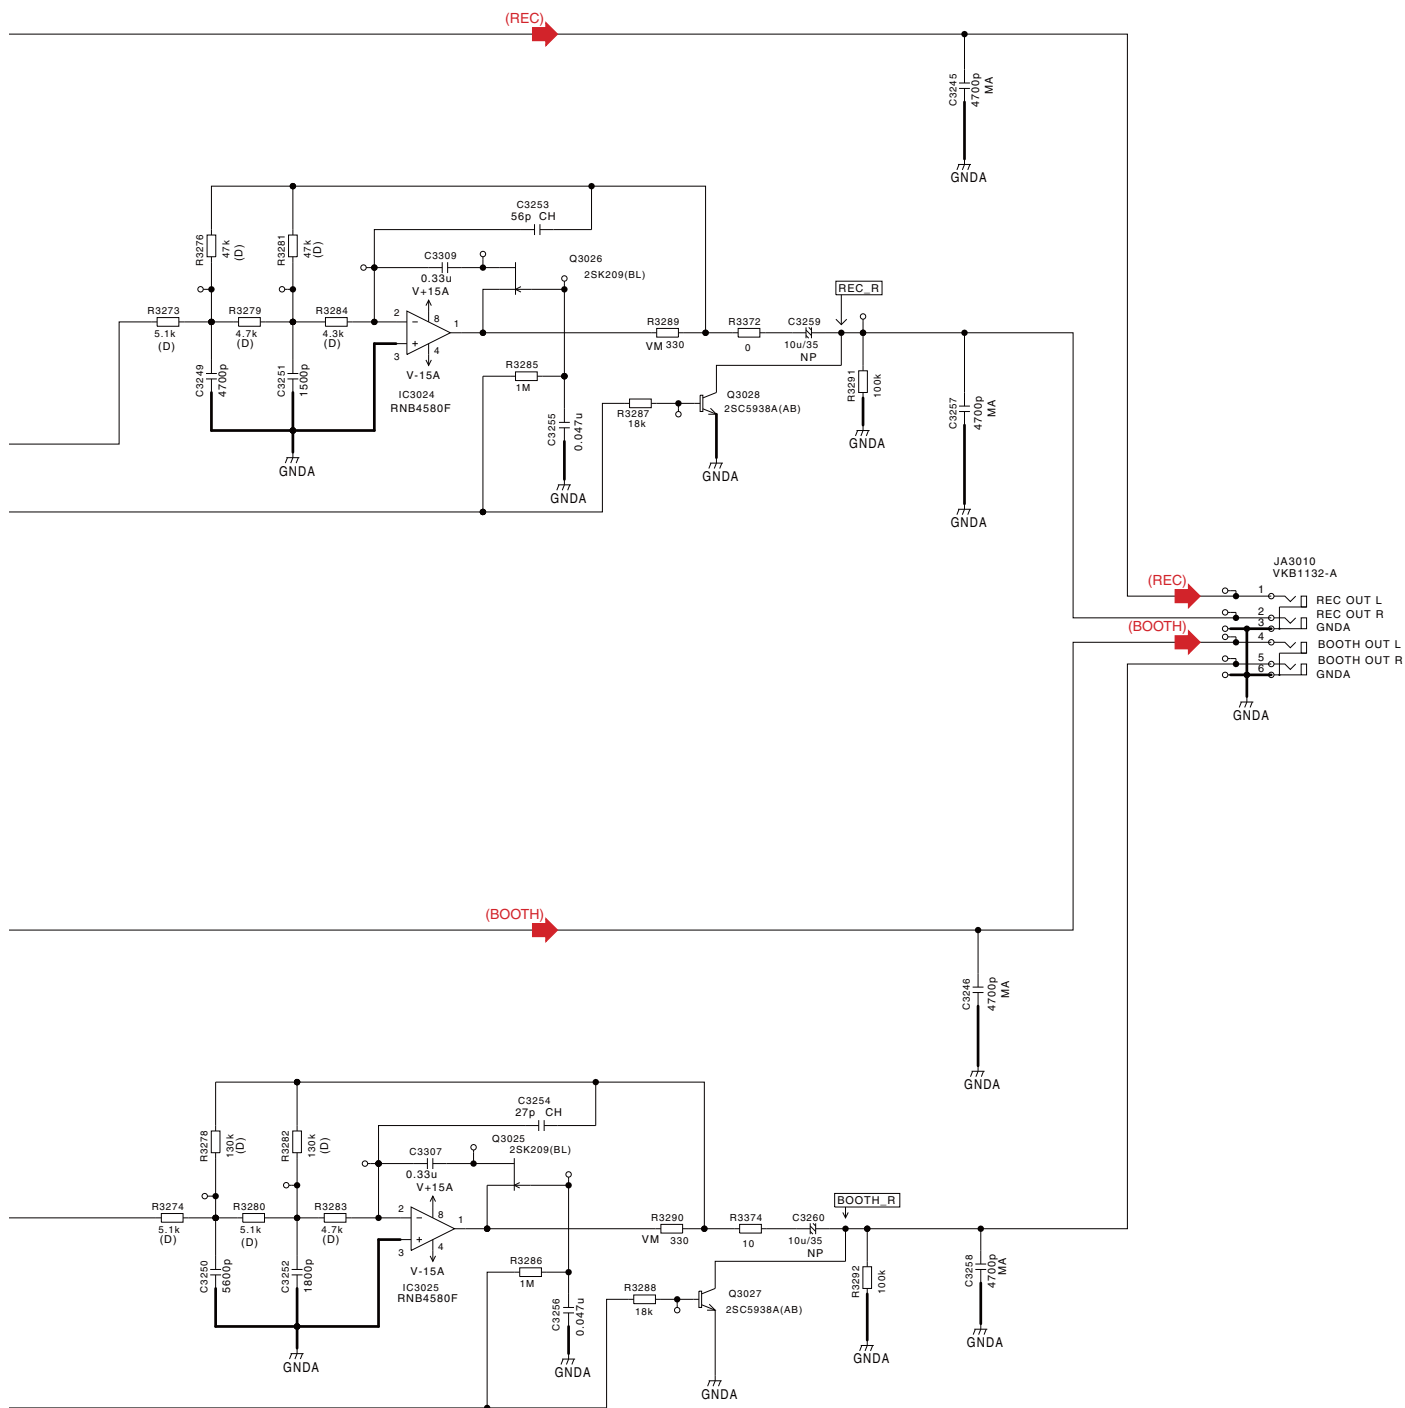 (REC)
C3245
4700p
MA
GNDA
C3253
56p CH
R3276
47k
(D)
R3281
47k
(D)
C3309
0.33u
V+15A
Q3026
2SK209(BL)
REC_R
R3273
5.1k
(D)
R3279
4.7k
(D)
R3284
4.3k
(D)
2
8
1
3
4
V-15A
IC3024
RNB4580F
R3289
VM 330
R3372
0
C3259
10u/35
NP
C3249
4700p
C3251
1500p
GNDA
R3285
1M
C3255
0.047u
GNDA
R3287
18k
Q3028
2SC5938A(AB)
GNDA
R3291
100k
GNDA
C3257
4700p
MA
GNDA
JA3010
VKB1132-A
(REC)
1
REC OUT L
2
REC OUT R
3
GNDA
(BOOTH)
4
BOOTH OUT L
5
BOOTH OUT R
6
GNDA
GNDA
(BOOTH)
C3246
4700p
MA
GNDA
C3254
27p CH
R3278
130k
(D)
R3282
130k
(D)
C3307
0.33u
V+15A
Q3025
2SK209(BL)
BOOTH_R
R3274
5.1k
(D)
R3280
5.1k
(D)
R3283
4.7k
(D)
2
8
1
3
4
V-15A
IC3025
RNB4580F
R3290
VM 330
R3374
10
C3260
10u/35
NP
C3250
5600p
C3252
1800p
GNDA
R3286
1M
C3256
0.047u
GNDA
R3288
18k
Q3027
2SC5938A(AB)
GNDA
R3292
100k
GNDA
C3258
4700p
MA
GNDA